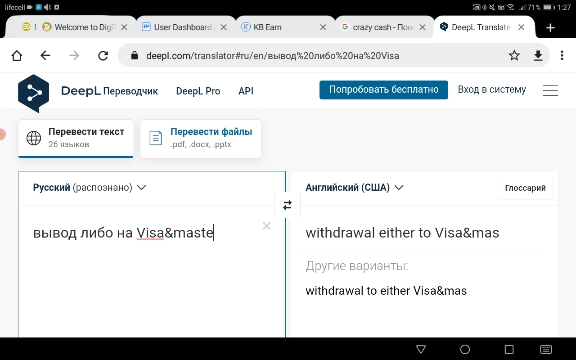 lifecell
71%
1:27
Welcome to Digi
User Dashboard
KB Earn
crazy cash - Пои
DeepL Translate
deepl.com/translator#ru/en/вывод%20либо%20на%20Visa
DeepL Переводчик
DeepL Pro
API
Попробовать бесплатно
Вход в систему
Перевести текст
26 языков
Перевести файлы
.pdf, .docx, .pptx
Русский (распознано)
Английский (США)
Глоссарий
вывод либо на Visa&maste
withdrawal either to Visa&mas
Другие варианты:
withdrawal to either Visa&mas